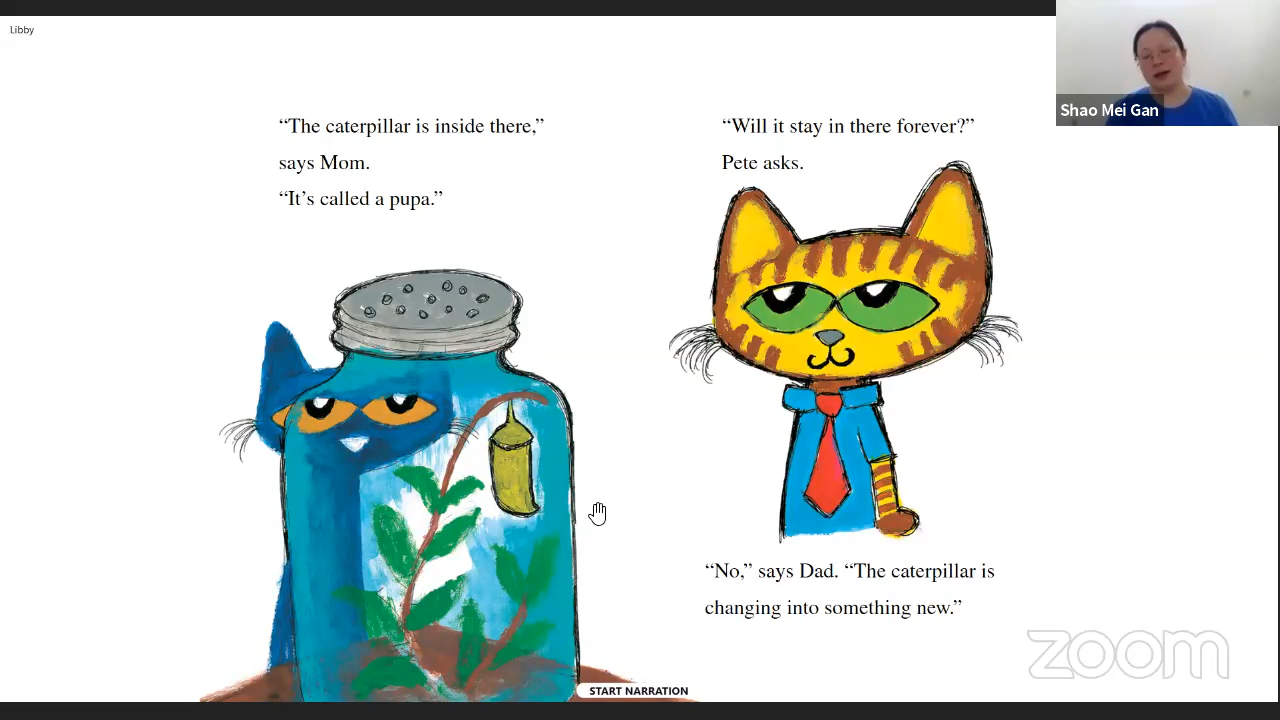 Libby
“The caterpillar is inside there,”
says Mom.
“It’s called a pupa.”
“Will it stay in there forever?”
Pete asks.
“No,” says Dad. “The caterpillar is
changing into something new.”
START NARRATION
Shao Mei Gan
zoom